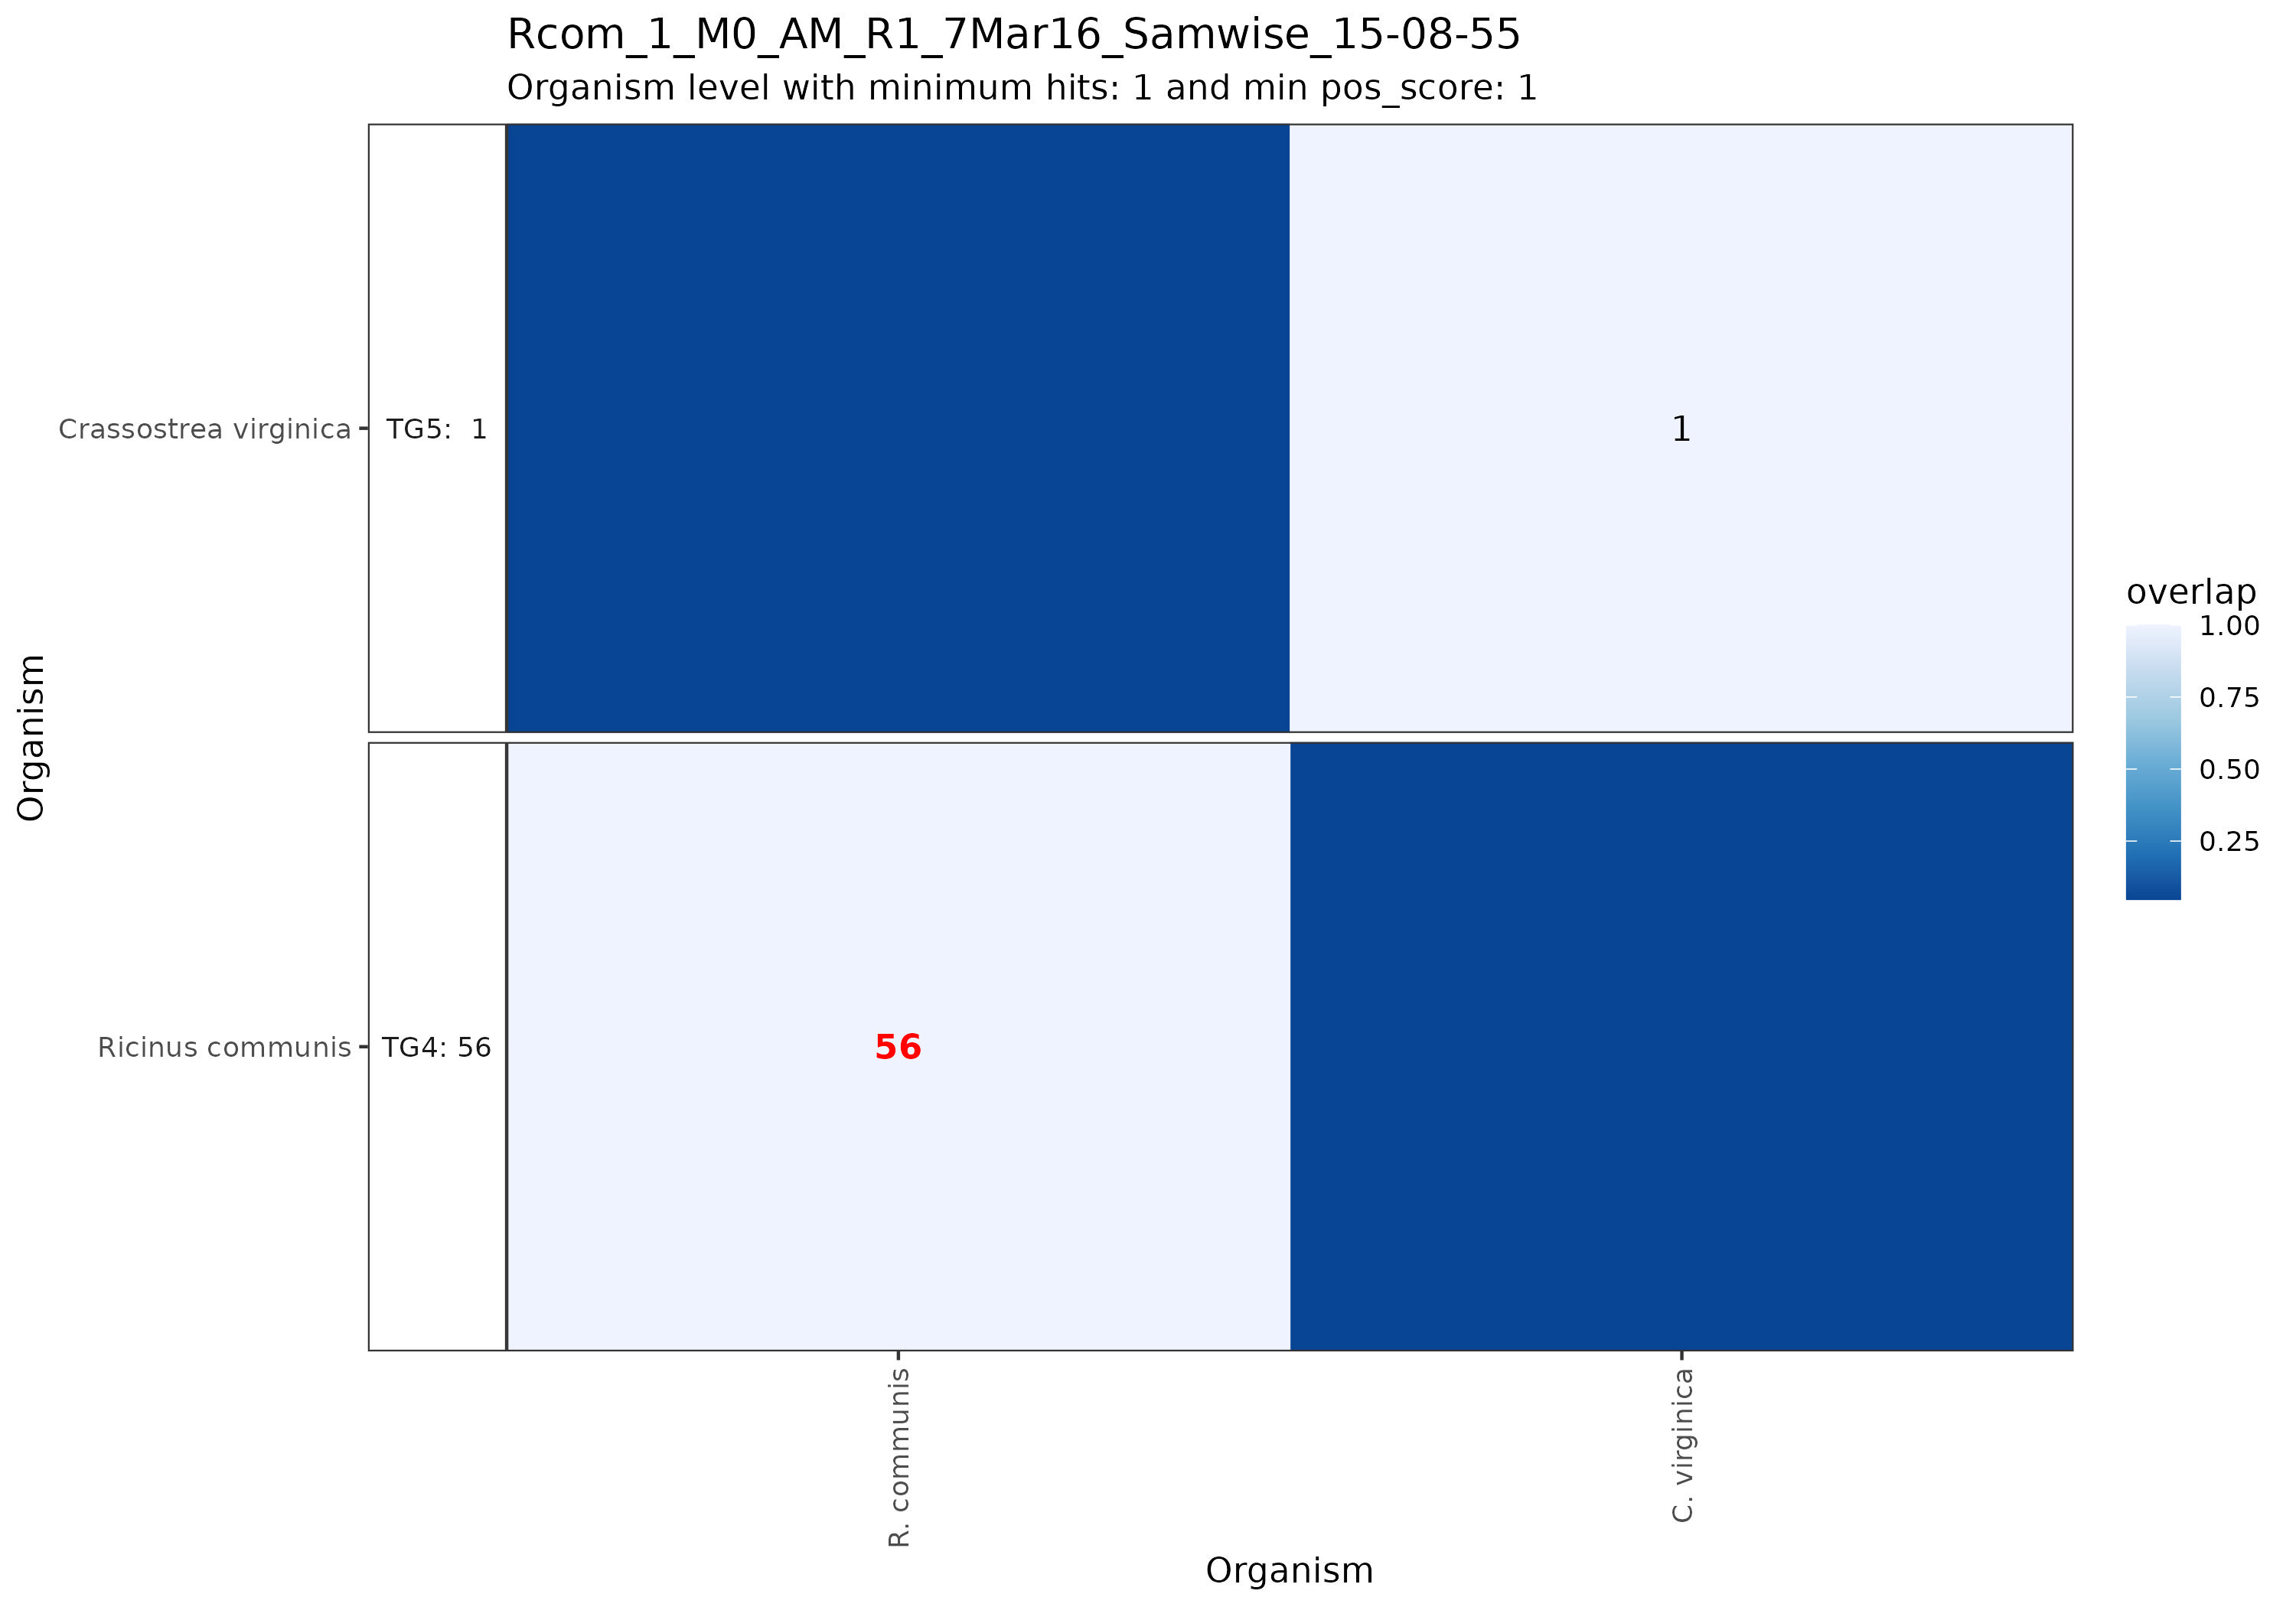 Rcom_1_M0_AM_R1_7Mar16_Samwise_15-08-55
Organism level with minimum hits: 1 and min pos_score: 1
Organism
Crassostrea virginica
TG5:  1
1
Ricinus communis
TG4: 56
56
R. communis
C. virginica
Organism
overlap
1.00
0.75
0.50
0.25